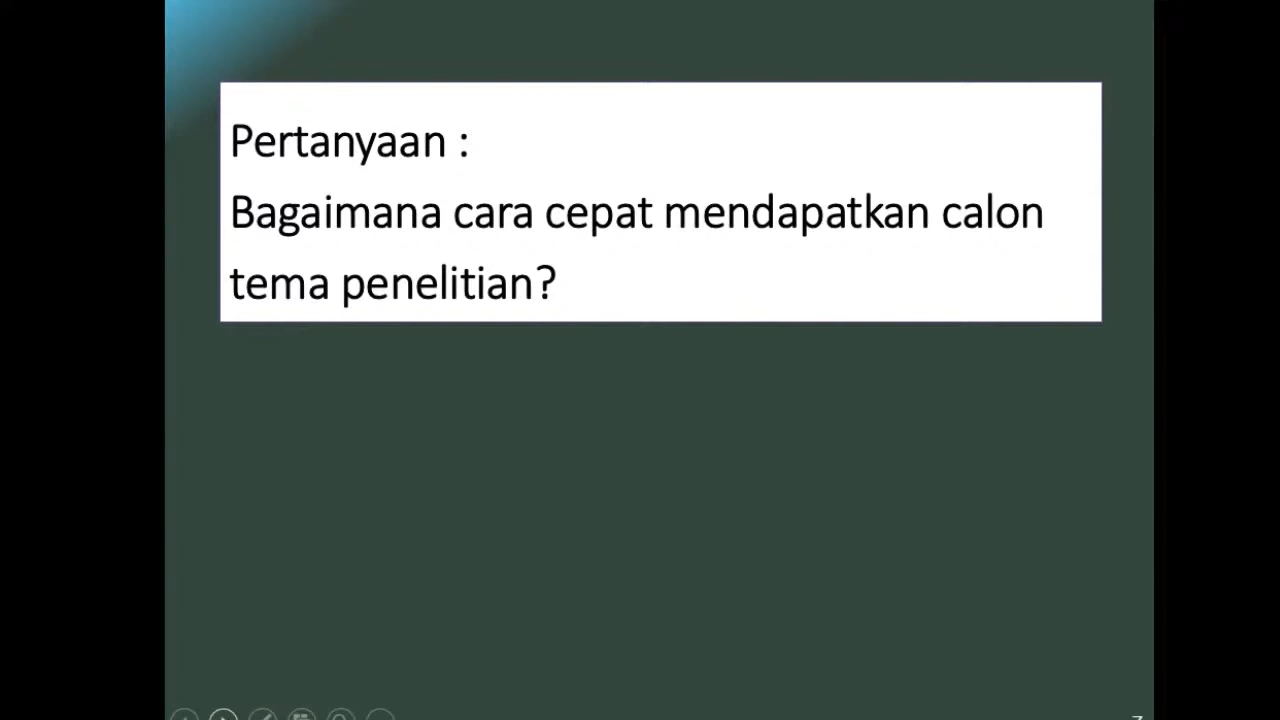 Pertanyaan :
Bagaimana cara cepat mendapatkan calon
tema penelitian?